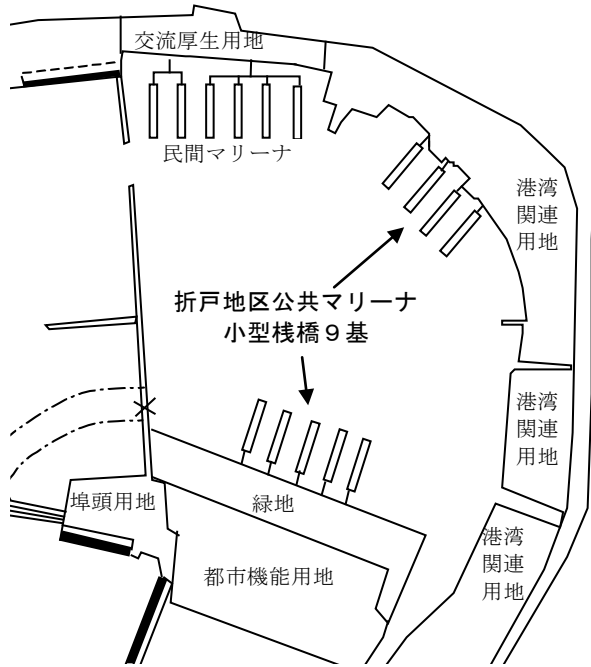 交流厚生用地
民間マリーナ
港湾
関連
用地
折戸地区公共マリーナ
小型桟橋９基
港湾
関連
用地
埠頭用地
緑地
港湾
関連
用地
都市機能用地